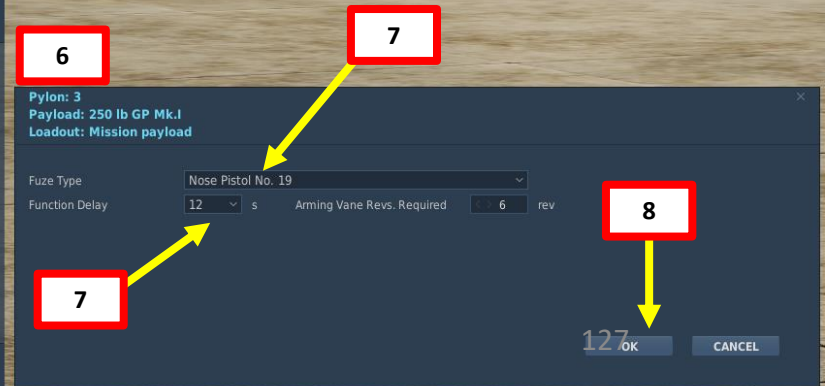 7
6
Pylon: 3
Payload: 250 lb GP Mk.I
Loadout: Mission payload
Fuze Type Nose Pistol No. 19
Function Delay 12 s Arming Vane Revs. Required 6 rev
8
7
127
OK CANCEL